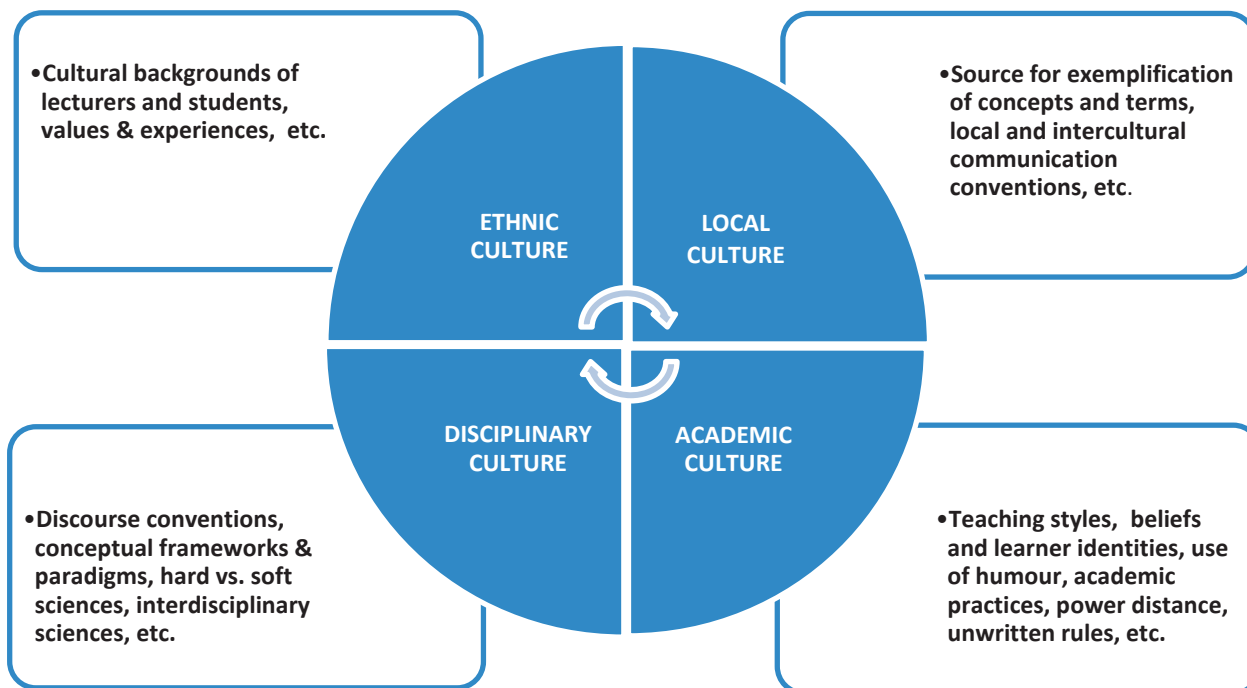 •Cultural backgrounds of
lecturers and students,
values & experiences, etc.
•Source for exemplification
of concepts and terms,
local and intercultural
communication
conventions, etc.
ETHNIC
CULTURE
LOCAL
CULTURE
DISCIPLINARY
CULTURE
ACADEMIC
CULTURE
•Discourse conventions,
conceptual frameworks &
paradigms, hard vs. soft
sciences, interdisciplinary
sciences, etc.
•Teaching styles, beliefs
and learner identities, use
of humour, academic
practices, power distance,
unwritten rules, etc.